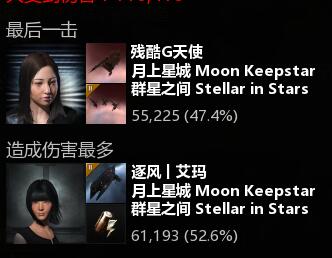 最后一击
残酷G天使
月上星城 Moon Keepstar
群星之间 Stellar in Stars
55,225 (47.4%)
造成伤害最多
逐风丨艾玛
月上星城 Moon Keepstar
群星之间 Stellar in Stars
61,193 (52.6%)